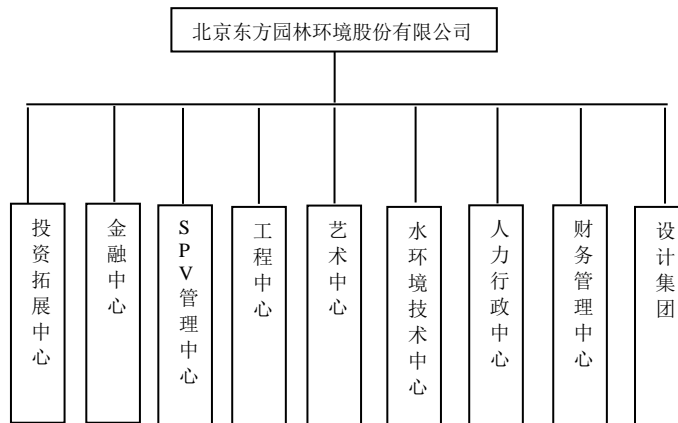 北京东方园林环境股份有限公司
投资拓展中心
金融中心
SPV管理中心
工程中心
艺术中心
水环境技术中心
人力行政中心
财务管理中心
设计集团